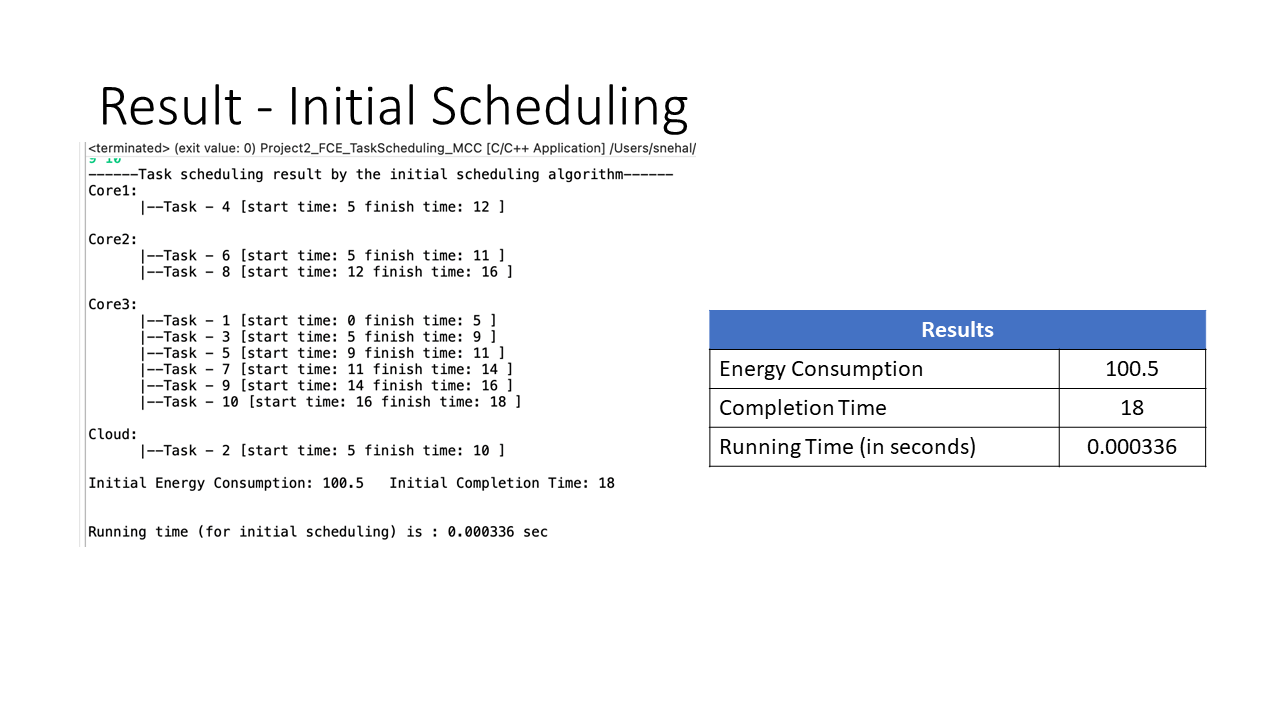 Result - Initial Scheduling
<terminated> (exit value: 0) Project2_FCE_TaskScheduling_MCC [C/C++ Application] /Users/snehal/
9 10
------Task scheduling result by the initial scheduling algorithm------
Core1:
|--Task - 4 [start time: 5 finish time: 12 ]
Core2:
|--Task - 6 [start time: 5 finish time: 11 ]
|--Task - 8 [start time: 12 finish time: 16 ]
Core3:
|--Task - 1 [start time: 0 finish time: 5 ]
|--Task - 3 [start time: 5 finish time: 9 ]
|--Task - 5 [start time: 9 finish time: 11 ]
|--Task - 7 [start time: 11 finish time: 14 ]
|--Task - 9 [start time: 14 finish time: 16 ]
|--Task - 10 [start time: 16 finish time: 18 ]
Cloud:
|--Task - 2 [start time: 5 finish time: 10 ]
Initial Energy Consumption: 100.5   Initial Completion Time: 18
Running time (for initial scheduling) is : 0.000336 sec
Results
Energy Consumption 100.5
Completion Time 18
Running Time (in seconds) 0.000336